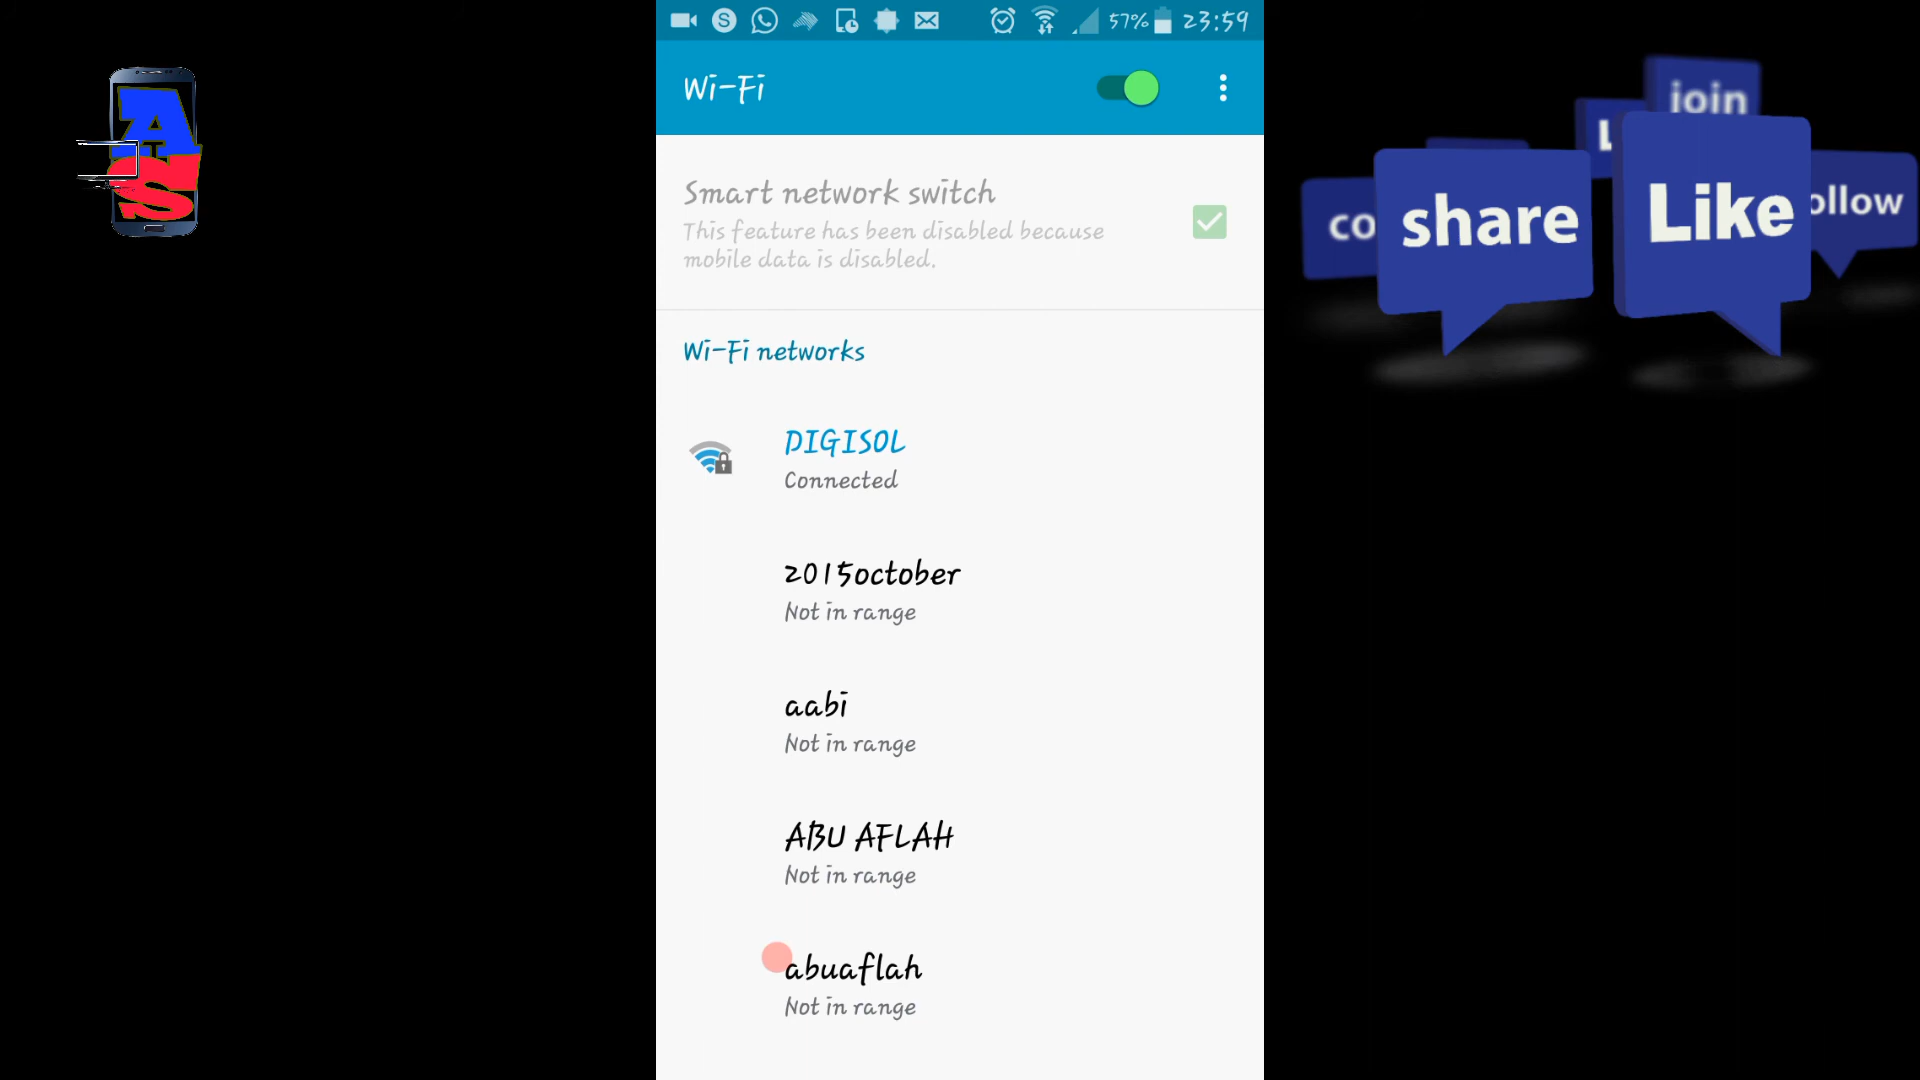 A
T
S
S
57%
23:59
Wi-Fi
Smart network switch
This feature has been disabled because
mobile data is disabled.
Wi-Fi networks
DIGISOL
Connected
2015october
Not in range
aabi
Not in range
ABU AFLAH
Not in range
abuaflah
Not in range
join
L
co
share
Like
ollow